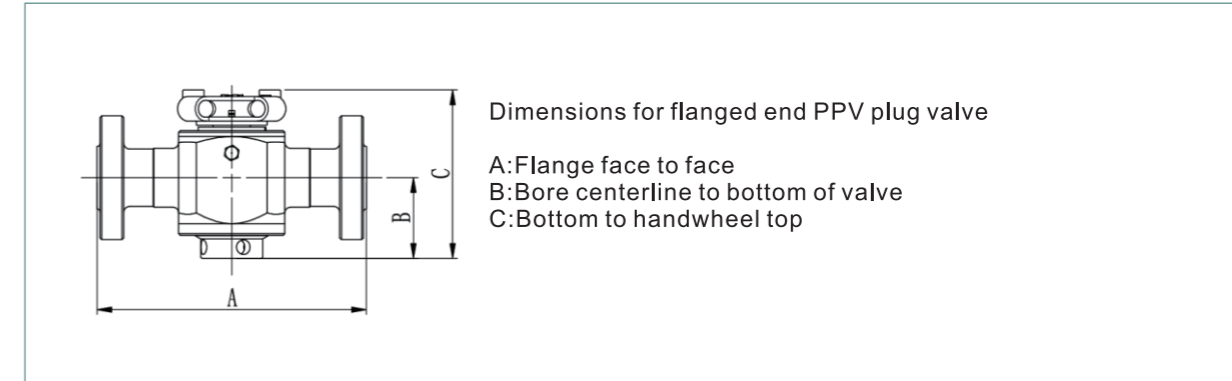 Dimensions for flanged end PPV plug valve
A:Flange face to face
B:Bore centerline to bottom of valve
C:Bottom to handwheel top
C
B
A